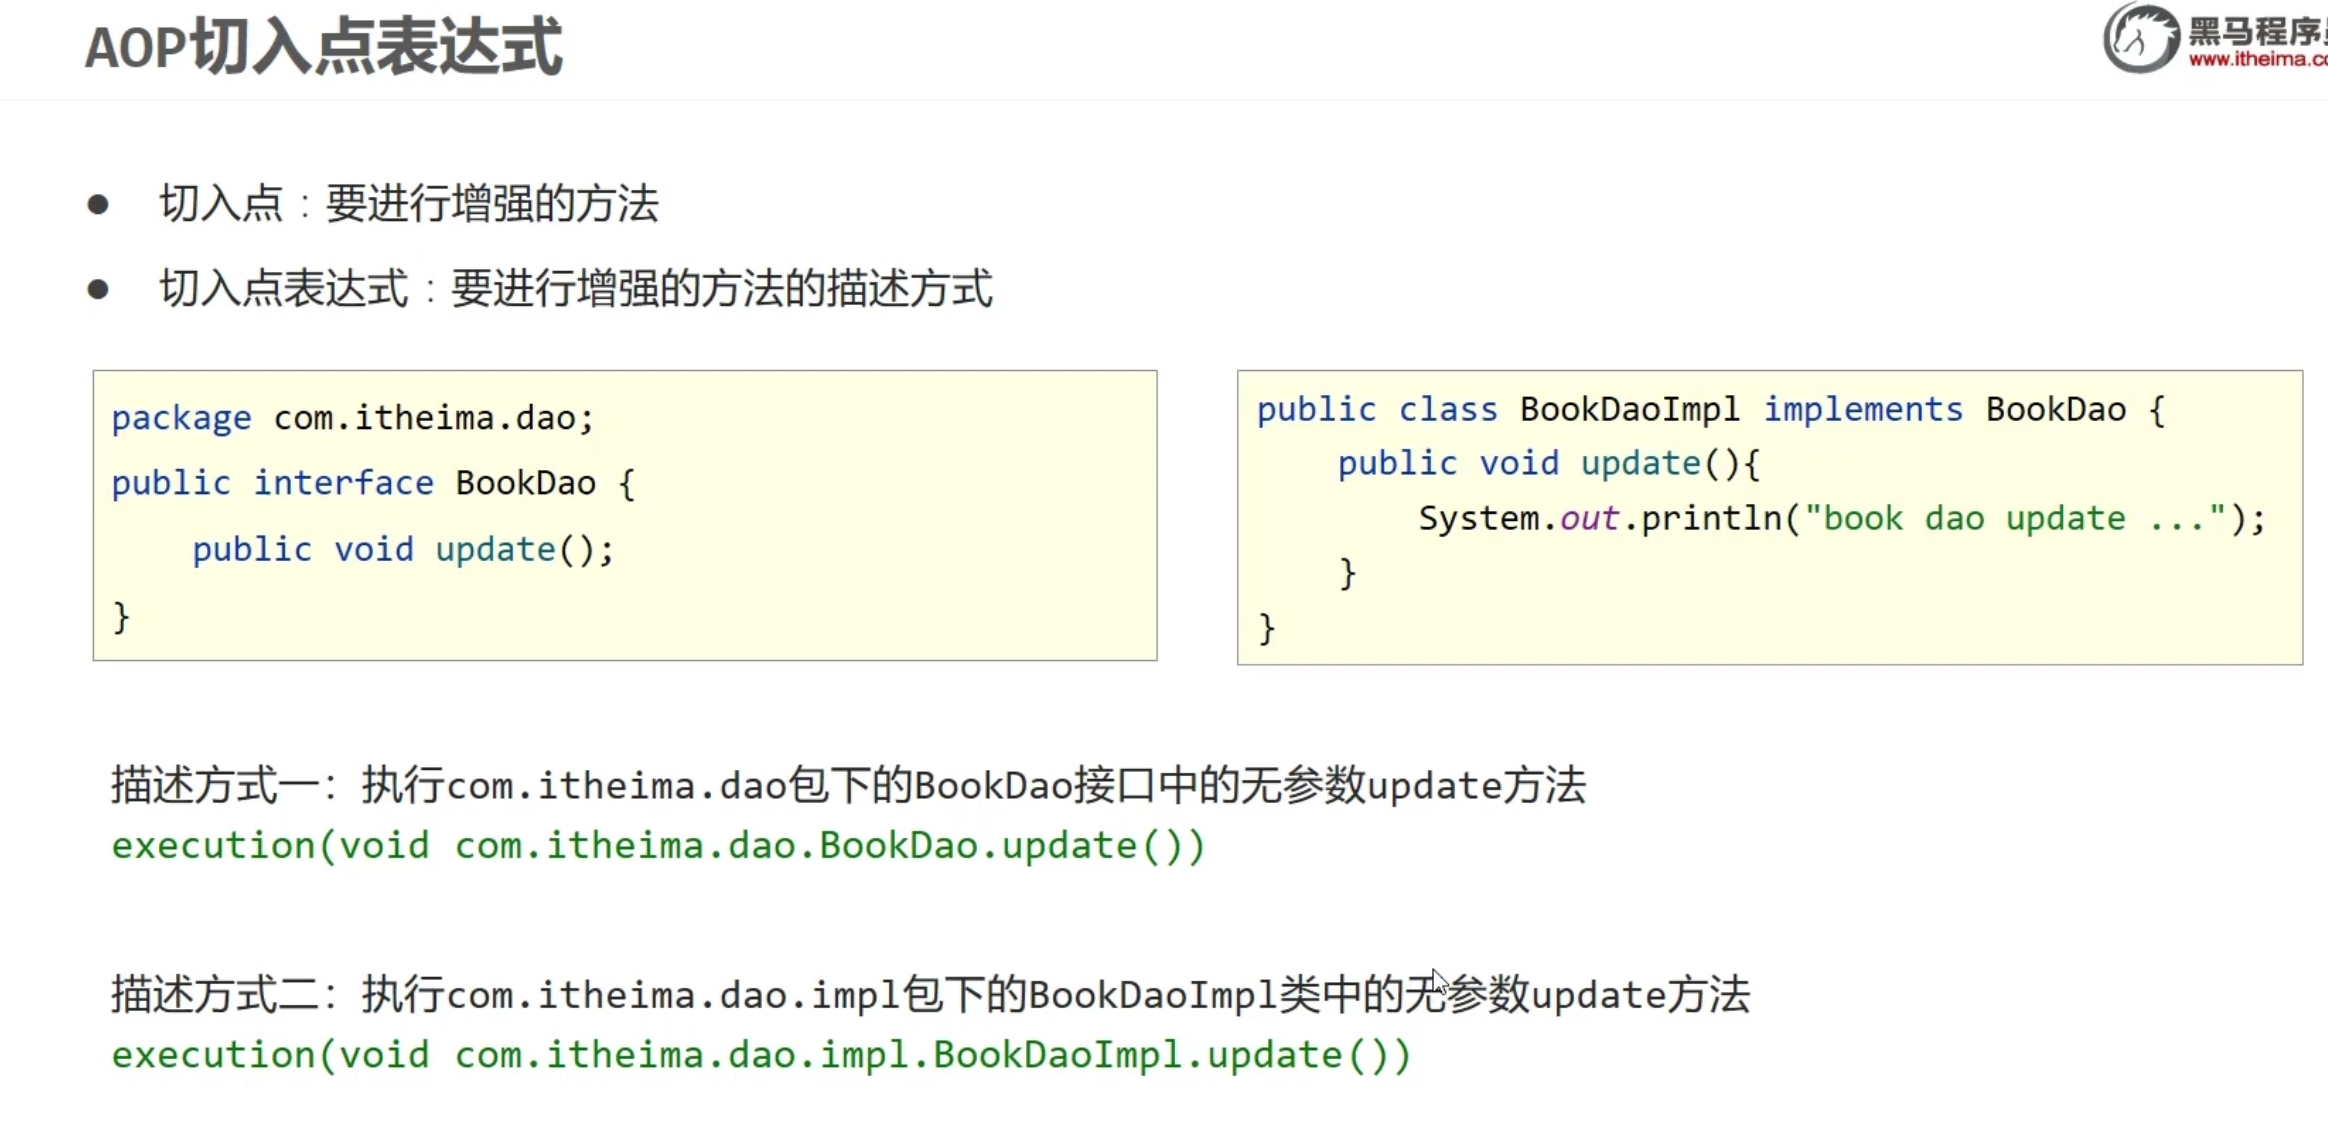 AOP切入点表达式
黑马程序
www.itheima.c
● 切入点：要进行增强的方法
● 切入点表达式：要进行增强的方法的描述方式
package com.itheima.dao;
public interface BookDao {
    public void update();
}
public class BookDaoImpl implements BookDao {
    public void update(){
        System.out.println("book dao update ...");
    }
}
描述方式一：执行com.itheima.dao包下的BookDao接口中的无参数update方法
execution(void com.itheima.dao.BookDao.update())
描述方式二：执行com.itheima.dao.impl包下的BookDaoImpl类中的无参数update方法
execution(void com.itheima.dao.impl.BookDaoImpl.update())